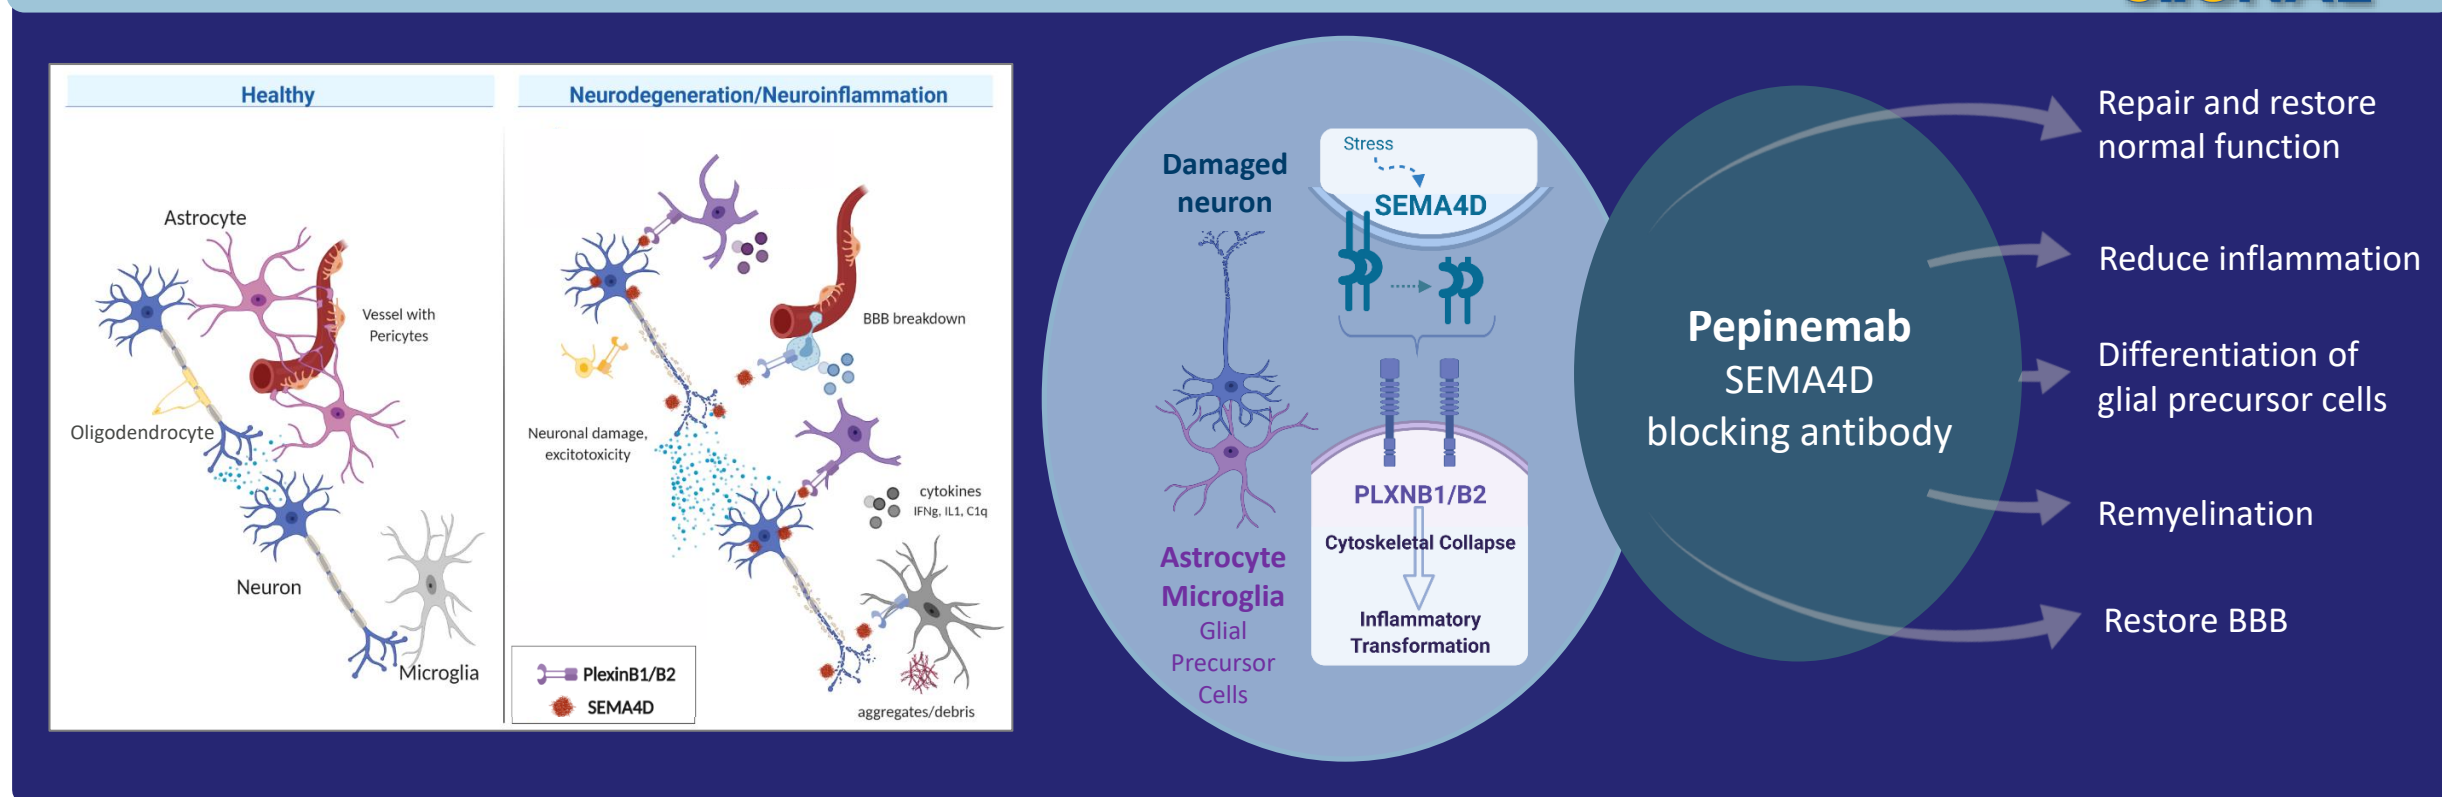 Healthy
Astrocyte
Vessel with
Pericytes
Oligodendrocyte
Neuron
Microglia
Neurodegeneration/Neuroinflammation
BBB breakdown
Neuronal damage,
excitotoxicity
cytokines
IFNg, IL1, C1q
aggregates/debris
PlexinB1/B2
SEMA4D
Damaged
neuron
Astrocyte
Microglia
Glial
Precursor
Cells
Stress
SEMA4D
PLXNB1/B2
Cytoskeletal Collapse
Inflammatory
Transformation
Pepinemab
SEMA4D
blocking antibody
Repair and restore
normal function
Reduce inflammation
Differentiation of
glial precursor cells
Remyelination
Restore BBB